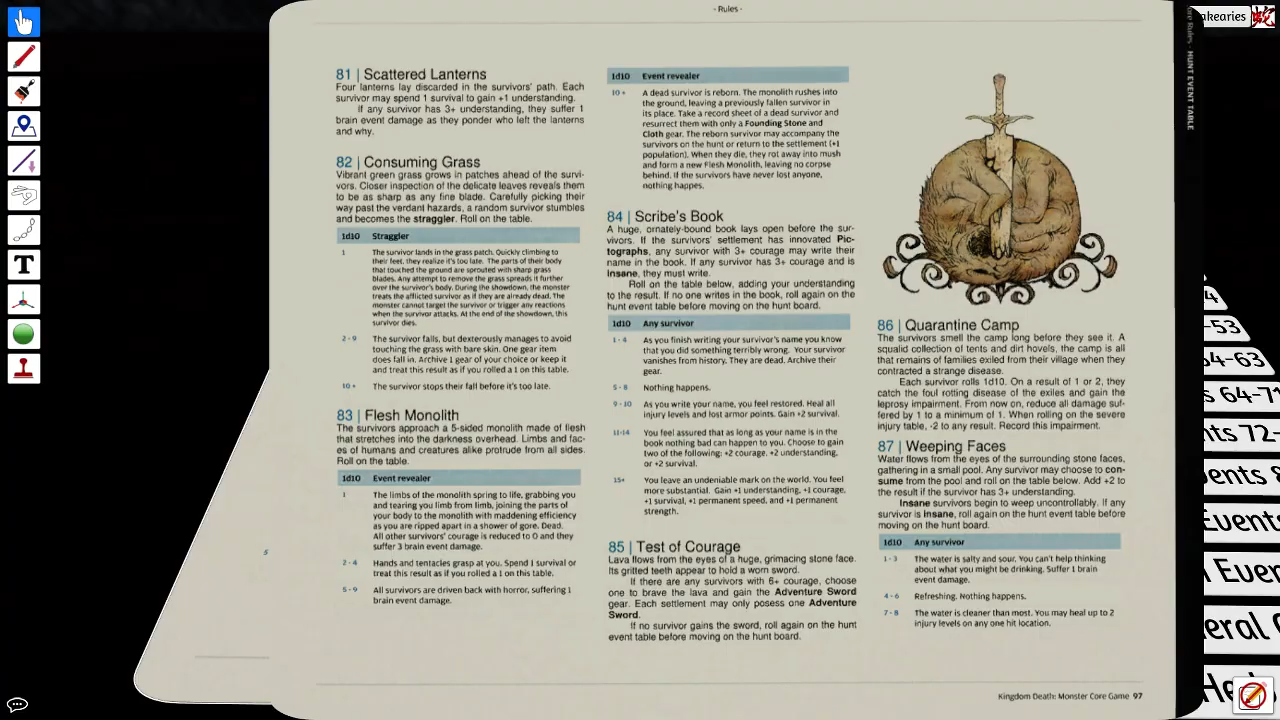 - Rules -
akearies
ore Rules - HUNT EVENT TABLE
81 | Scattered Lanterns
Four lanterns lay discarded in the survivors' path. Each
survivor may spend 1 survival to gain +1 understanding.
If any survivor has 3+ understanding, they suffer 1
brain event damage as they ponder who left the lanterns
and why.
82 | Consuming Grass
Vibrant green grass grows in patches ahead of the survi-
vors. Closer inspection of the delicate leaves reveals them
to be as sharp as any fine blade. Carefully picking their
way past the verdant hazards, a random survivor stumbles
and becomes the straggler. Roll on the table.
1d10 Straggler
1 The survivor lands in the grass patch. Quickly climbing to
their feet, they realize it's too late. The parts of their body
that touched the ground are sprouted with sharp grass
blades. Any attempt to remove the grass spreads it further
over the survivor's body. During the showdown, the monster
treats the afflicted survivor as if they are already dead. The
monster cannot target the survivor or trigger any reactions
when the survivor attacks. At the end of the showdown, this
survivor dies.
2 - 9 The survivor falls, but dexterously manages to avoid
touching the grass with bare skin. One gear item
does fall in. Archive 1 gear of your choice or keep it
and treat this result as if you rolled a 1 on this table.
10+ The survivor stops their fall before it's too late.
83 | Flesh Monolith
The survivors approach a 5-sided monolith made of flesh
that stretches into the darkness overhead. Limbs and fac-
es of humans and creatures alike protrude from all sides.
Roll on the table.
1d10 Event revealer
1 The limbs of the monolith spring to life, grabbing you
and tearing you limb from limb, joining the parts of
your body to the monolith with maddening efficiency
as you are ripped apart in a shower of gore. Dead.
All other survivors' courage is reduced to 0 and they
suffer 3 brain event damage.
2 - 4 Hands and tentacles grasp at you. Spend 1 survival or
treat this result as if you rolled a 1 on this table.
5 - 9 All survivors are driven back with horror, suffering 1
brain event damage.
1d10 Event revealer
10 + A dead survivor is reborn. The monolith rushes into
the ground, leaving a previously fallen survivor in
its place. Take a record sheet of a dead survivor and
resurrect them with only a Founding Stone and
Cloth gear. The reborn survivor may accompany the
survivors on the hunt or return to the settlement (+1
population). When they die, they rot away into mush
and form a new Flesh Monolith, leaving no corpse
behind. If the survivors have never lost anyone,
nothing happes.
84 | Scribe's Book
A huge, ornately-bound book lays open before the sur-
vivors. If the survivors' settlement has innovated Pic-
tographs, any survivor with 3+ courage may write their
name in the book. If any survivor has 3+ courage and is
insane, they must write.
Roll on the table below, adding your understanding
to the result. If no one writes in the book, roll again on the
hunt event table before moving on the hunt board.
1d10 Any survivor
1 - 4 As you finish writing your survivor's name you know
that you did something terribly wrong. Your survivor
vanishes from history. They are dead. Archive their
gear.
5 - 8 Nothing happens.
9 - 10 As you write your name, you feel restored. Heal all
injury levels and lost armor points. Gain +2 survival.
11-14 You feel assured that as long as your name is in the
book nothing bad can happen to you. Choose to gain
two of the following: +2 courage, +2 understanding,
or +2 survival.
15+ You leave an undeniable mark on the world. You feel
more substantial. Gain +1 understanding, +1 courage,
+1 survival, +1 permanent speed, and +1 permanent
strength.
85 | Test of Courage
Lava flows from the eyes of a huge, grimacing stone face.
Its gritted teeth appear to hold a worn sword.
If there are any survivors with 6+ courage, choose
one to brave the lava and gain the Adventure Sword
gear. Each settlement may only posess one Adventure
Sword.
If no survivor gains the sword, roll again on the hunt
event table before moving on the hunt board.
86 | Quarantine Camp
The survivors smell the camp long before they see it. A
squalid collection of tents and dirt hovels, the camp is all
that remains of families exiled from their village when they
contracted a strange disease.
Each survivor rolls 1d10. On a result of 1 or 2, they
catch the foul rotting disease of the exiles and gain the
leprosy impairment. From now on, reduce all damage suf-
fered by 1 to a minimum of 1. When rolling on the severe
injury table, -2 to any result. Record this impairment.
87 | Weeping Faces
Water flows from the eyes of the surrounding stone faces,
gathering in a small pool. Any survivor may choose to con-
sume from the pool and roll on the table below. Add +2 to
the result if the survivor has 3+ understanding.
Insane survivors begin to weep uncontrollably. If any
survivor is insane, roll again on the hunt event table before
moving on the hunt board.
1d10 Any survivor
1 - 3 The water is salty and sour. You can't help thinking
about what you might be drinking. Suffer 1 brain
event damage.
4 - 6 Refreshing. Nothing happens.
7 - 8 The water is cleaner than most. You may heal up to 2
injury levels on any one hit location.
Kingdom Death: Monster Core Game 97
5
T
4
-53
54-63
s 64-71
nts 72-
ents 8
Evente
n Ever
eral C